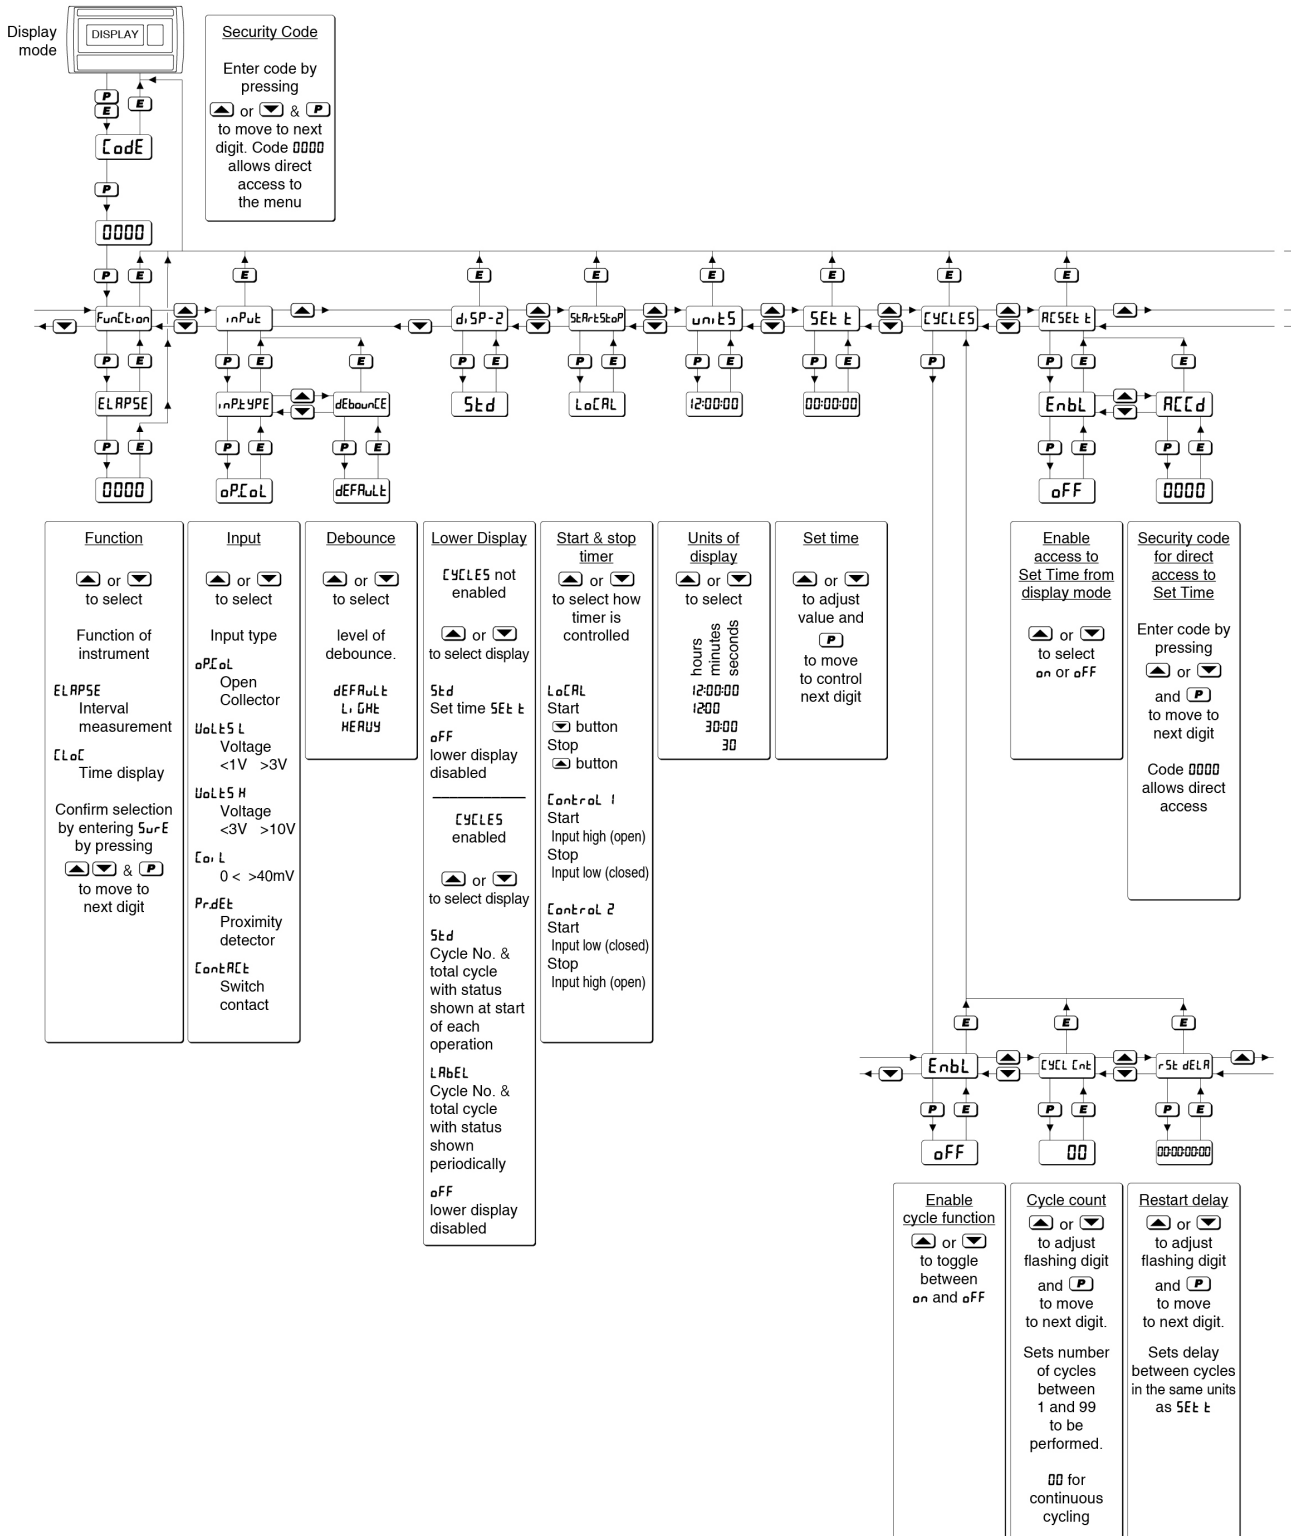 Display
mode
DISPLAY
P
E
E
CodE
P
0000
Security Code
Enter code by
pressing
or & P
to move to next
digit. Code 0000
allows direct
access to
the menu
P E E E E E E E E
FunCtion inPut diSP-2 StArtStoP unitS SEt t CYCLES ACSEt t
P E P E E P E P E P E P E P P E E
ELAPSE inP.tYPE dEbounCE Std LoCAL 12:00:00 00:00:00 EnbL ACCd
P E P E P E P E P E
0000 oP.CoL dEFAuLt oFF 0000
Function
or
to select
Function of
instrument
ELAPSE
Interval
measurement
CLoC
Time display
Confirm selection
by entering SurE
by pressing
& P
to move to
next digit
Input
or
to select
Input type
oP.CoL
Open
Collector
VoLtS L
Voltage
<1V >3V
VoLtS H
Voltage
<3V >10V
Coi L
0 < >40mV
Pr.dEt
Proximity
detector
ContACt
Switch
contact
Debounce
or
to select
level of
debounce.
dEFAuLt
Li GHt
HEAVY
Lower Display
CYCLES not
enabled
or
to select display
Std
Set time SEt t
oFF
lower display
disabled
CYCLES
enabled
or
to select display
Std
Cycle No. &
total cycle
with status
shown at start
of each
operation
LAbEL
Cycle No. &
total cycle
with status
shown
periodically
oFF
lower display
disabled
Start & stop
timer
or
to select how
timer is
controlled
LoCAL
Start
button
Stop
button
ControL 1
Start
Input high (open)
Stop
Input low (closed)
ControL 2
Start
Input low (closed)
Stop
Input high (open)
Units of
display
or
to select
hours
minutes
seconds
12:00:00
12:00
30:00
30
Set time
or
to adjust
value and
P
to move
to control
next digit
Enable
access to
Set Time from
display mode
or
to select
on or oFF
Security code
for direct
access to
Set Time
Enter code by
pressing
or
and P
to move to
next digit
Code 0000
allows direct
access
E E E
EnbL CYCL Cnt rSt dELA
P E P E P E
oFF 00 00:00:00:00
Enable
cycle function
or
to toggle
between
on and oFF
Cycle count
or
to adjust
flashing digit
and P
to move
to next digit.
Sets number
of cycles
between
1 and 99
to be
performed.
00 for
continuous
cycling
Restart delay
or
to adjust
flashing digit
and P
to move
to next digit.
Sets delay
between cycles
in the same units
as SEt t